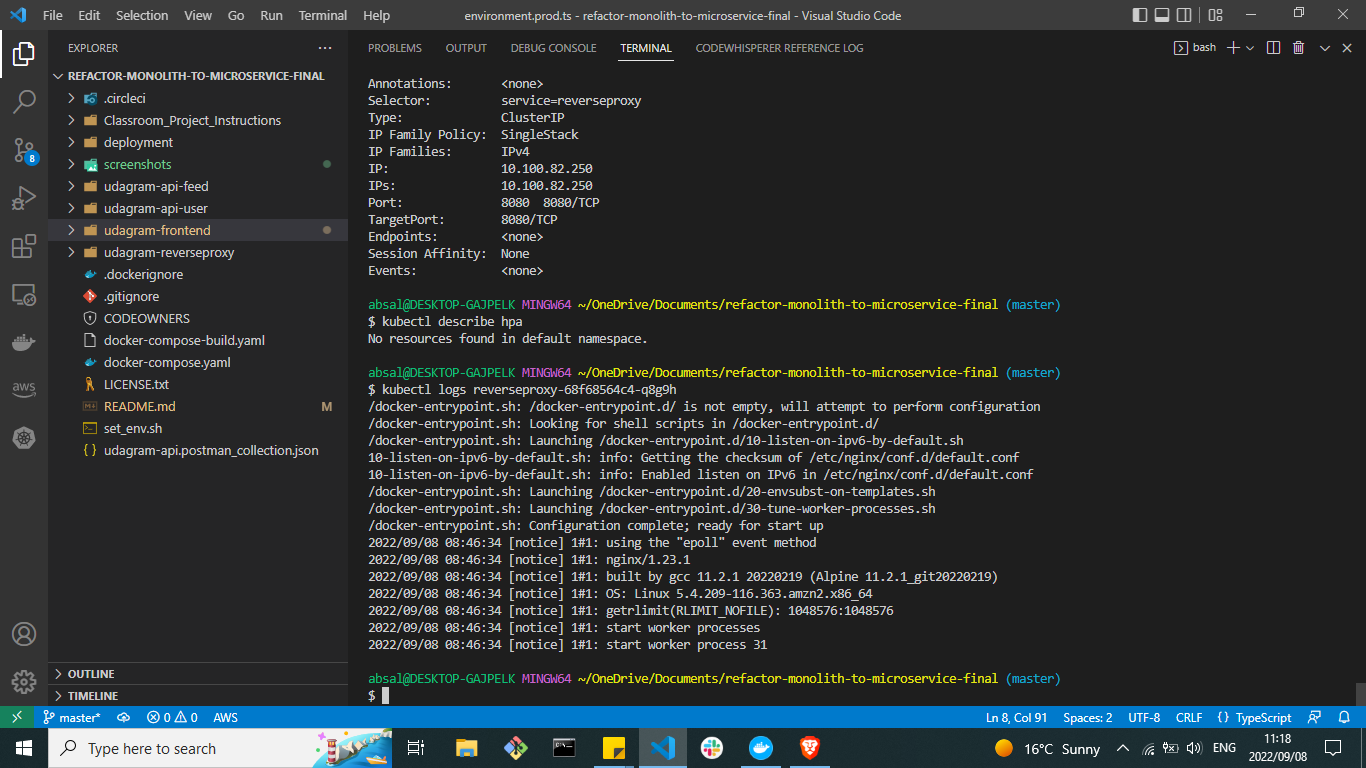 File Edit Selection View Go Run Terminal Help
environment.prod.ts - refactor-monolith-to-microservice-final - Visual Studio Code
EXPLORER
REFACTOR-MONOLITH-TO-MICROSERVICE-FINAL
.circleci
Classroom_Project_Instructions
deployment
screenshots
udagram-api-feed
udagram-api-user
udagram-frontend
udagram-reverseproxy
.dockerignore
.gitignore
CODEOWNERS
docker-compose-build.yaml
docker-compose.yaml
LICENSE.txt
README.md M
set_env.sh
udagram-api.postman_collection.json
OUTLINE
TIMELINE
8
aws
PROBLEMS OUTPUT DEBUG CONSOLE TERMINAL CODEWHISPERER REFERENCE LOG
bash
Annotations: <none>
Selector: service=reverseproxy
Type: ClusterIP
IP Family Policy: SingleStack
IP Families: IPv4
IP: 10.100.82.250
IPs: 10.100.82.250
Port: 8080 8080/TCP
TargetPort: 8080/TCP
Endpoints: <none>
Session Affinity: None
Events: <none>
absal@DESKTOP-GAJPELK MINGW64 ~/OneDrive/Documents/refactor-monolith-to-microservice-final (master)
$ kubectl describe hpa
No resources found in default namespace.
absal@DESKTOP-GAJPELK MINGW64 ~/OneDrive/Documents/refactor-monolith-to-microservice-final (master)
$ kubectl logs reverseproxy-68f68564c4-q8g9h
/docker-entrypoint.sh: /docker-entrypoint.d/ is not empty, will attempt to perform configuration
/docker-entrypoint.sh: Looking for shell scripts in /docker-entrypoint.d/
/docker-entrypoint.sh: Launching /docker-entrypoint.d/10-listen-on-ipv6-by-default.sh
10-listen-on-ipv6-by-default.sh: info: Getting the checksum of /etc/nginx/conf.d/default.conf
10-listen-on-ipv6-by-default.sh: info: Enabled listen on IPv6 in /etc/nginx/conf.d/default.conf
/docker-entrypoint.sh: Launching /docker-entrypoint.d/20-envsubst-on-templates.sh
/docker-entrypoint.sh: Launching /docker-entrypoint.d/30-tune-worker-processes.sh
/docker-entrypoint.sh: Configuration complete; ready for start up
2022/09/08 08:46:34 [notice] 1#1: using the "epoll" event method
2022/09/08 08:46:34 [notice] 1#1: nginx/1.23.1
2022/09/08 08:46:34 [notice] 1#1: built by gcc 11.2.1 20220219 (Alpine 11.2.1_git20220219)
2022/09/08 08:46:34 [notice] 1#1: OS: Linux 5.4.209-116.363.amzn2.x86_64
2022/09/08 08:46:34 [notice] 1#1: getrlimit(RLIMIT_NOFILE): 1048576:1048576
2022/09/08 08:46:34 [notice] 1#1: start worker processes
2022/09/08 08:46:34 [notice] 1#1: start worker process 31
absal@DESKTOP-GAJPELK MINGW64 ~/OneDrive/Documents/refactor-monolith-to-microservice-final (master)
$
master* 0 0 AWS
Ln 8, Col 91 Spaces: 2 UTF-8 CRLF { } TypeScript
Type here to search
16°C Sunny
ENG
11:18
2022/09/08